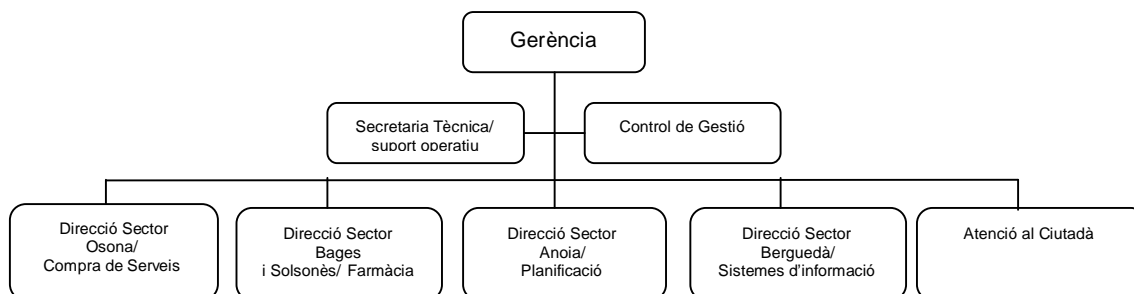 Gerència
Secretaria Tècnica/
suport operatiu
Control de Gestió
Direcció Sector
Osona/
Compra de Serveis
Direcció Sector
Bages
i Solsonès/ Farmàcia
Direcció Sector
Anoia/
Planificació
Direcció Sector
Berguedà/
Sistemes d'informació
Atenció al Ciutadà